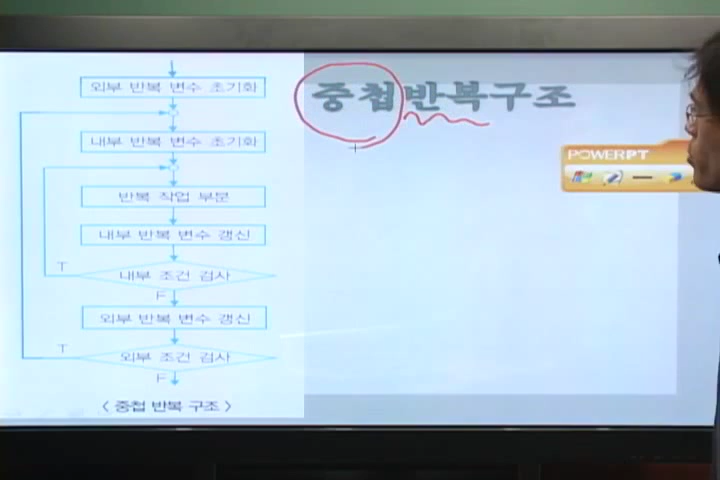 중첩반복구조
외부 반복 변수 초기화
내부 반복 변수 초기화
반복 작업 부분
내부 반복 변수 갱신
T
내부 조건 검사
F
외부 반복 변수 갱신
T
외부 조건 검사
F
< 중첩 반복 구조 >
POWERPT